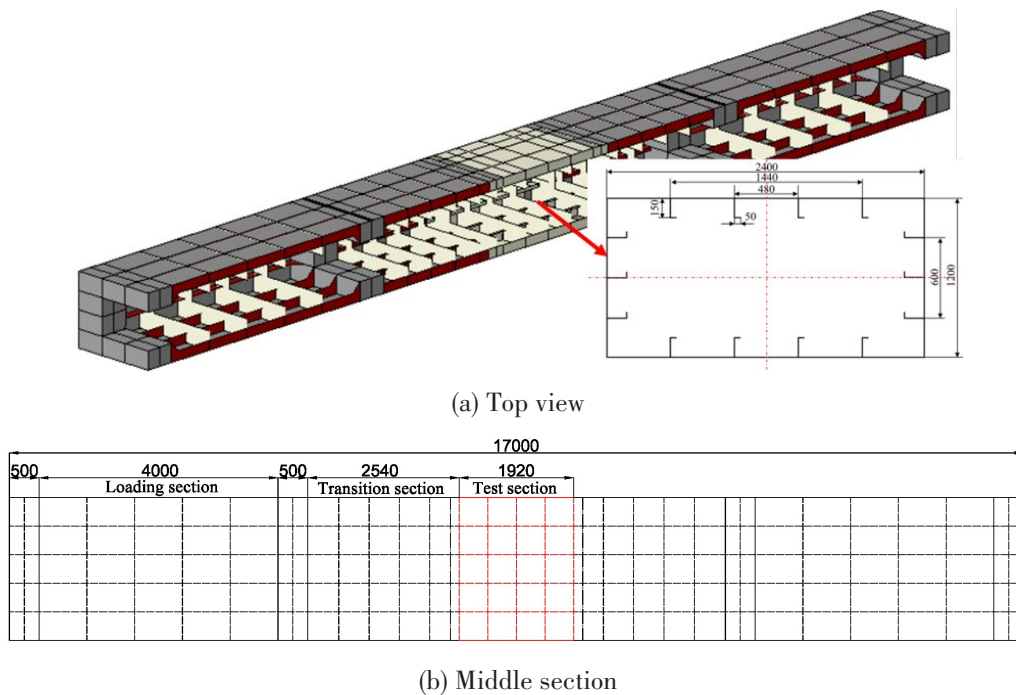 2400
1440
480
150
50
600
1200
(a) Top view
17000
500 4000 500 2540 1920
Loading section Transition section Test section
(b) Middle section